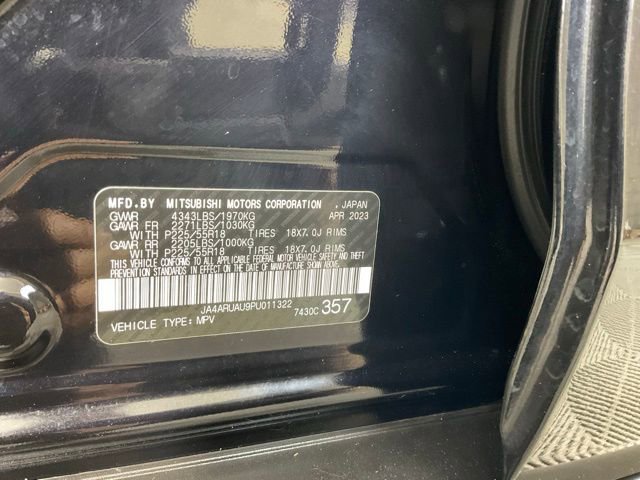 MFD.BY MITSUBISHI MOTORS CORPORATION , JAPAN
GVWR 4343LBS/1970KG APR 2023
GAWR FR 2271LBS/1030KG
WITH P225/55R18 TIRES 18X7.0J RIMS
GAWR RR 2205LBS/1000KG
WITH P225/55R18 TIRES 18X7.0J RIMS
THIS VEHICLE CONFORMS TO ALL APPLICABLE FEDERAL MOTOR VEHICLE SAFETY, BUMPER, AND THEFT PREVENTION STANDARDS IN EFFECT ON THE DATE OF MANUFACTURE SHOWN ABOVE.
JA4ARUAU9PU011322
7430C 357
VEHICLE TYPE: MPV